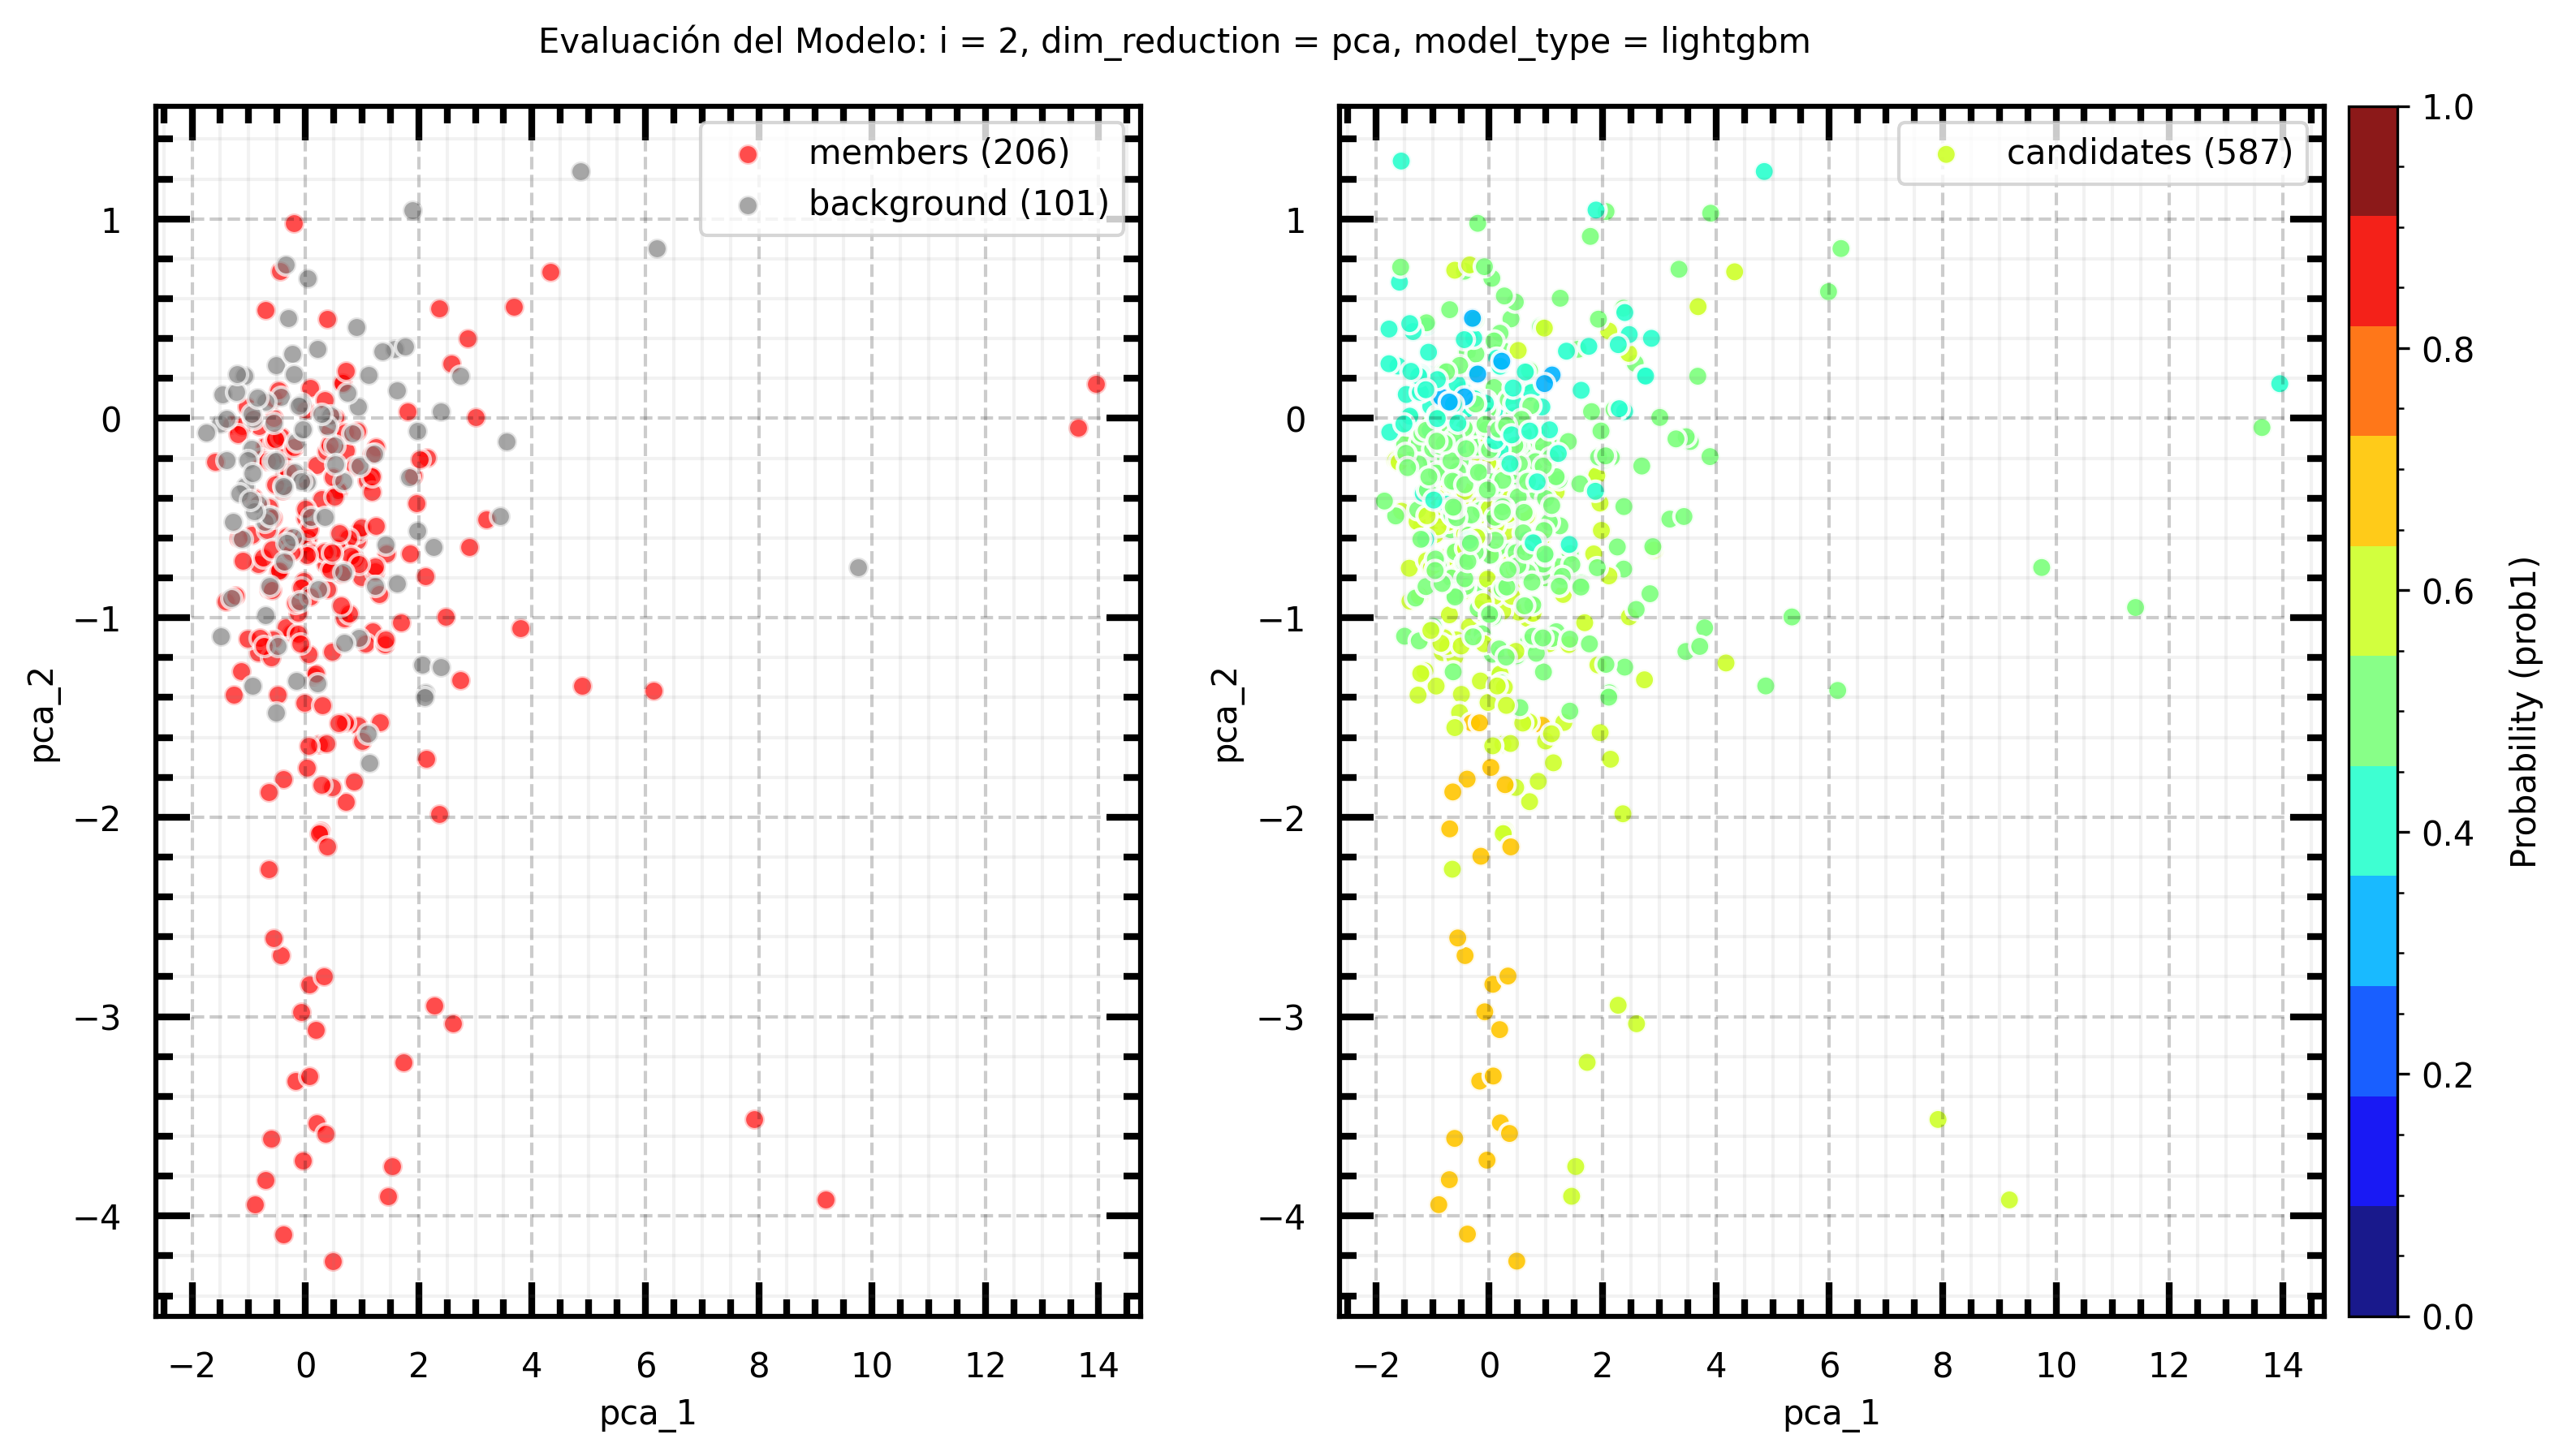 Evaluación del Modelo: i = 2, dim_reduction = pca, model_type = lightgbm
members (206)
background (101)
1
0
−1
−2
−3
−4
pca_2
−2 0 2 4 6 8 10 12 14
pca_1
candidates (587)
1
0
−1
−2
−3
−4
pca_2
−2 0 2 4 6 8 10 12 14
pca_1
1.0
0.8
0.6
0.4
0.2
0.0
Probability (prob1)